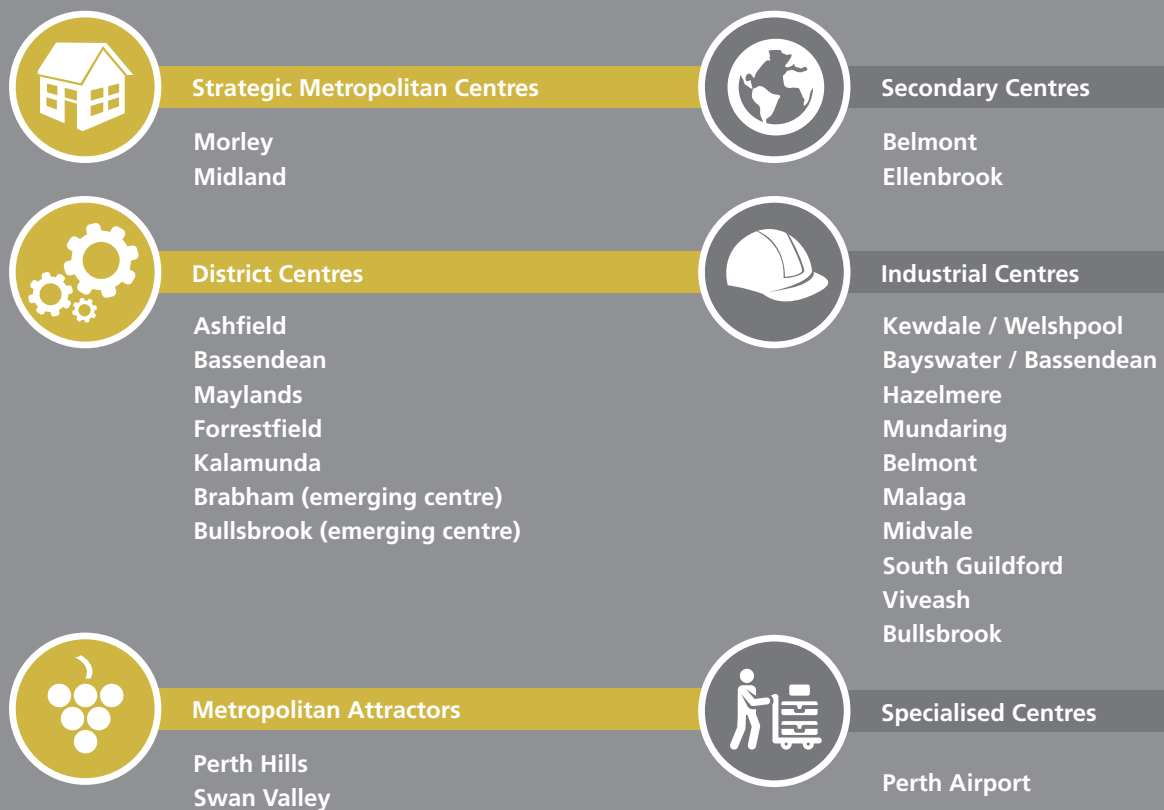 Strategic Metropolitan Centres
Morley
Midland
Secondary Centres
Belmont
Ellenbrook
District Centres
Ashfield
Bassendean
Maylands
Forrestfield
Kalamunda
Brabham (emerging centre)
Bullsbrook (emerging centre)
Industrial Centres
Kewdale / Welshpool
Bayswater / Bassendean
Hazelmere
Mundaring
Belmont
Malaga
Midvale
South Guildford
Viveash
Bullsbrook
Metropolitan Attractors
Perth Hills
Swan Valley
Specialised Centres
Perth Airport